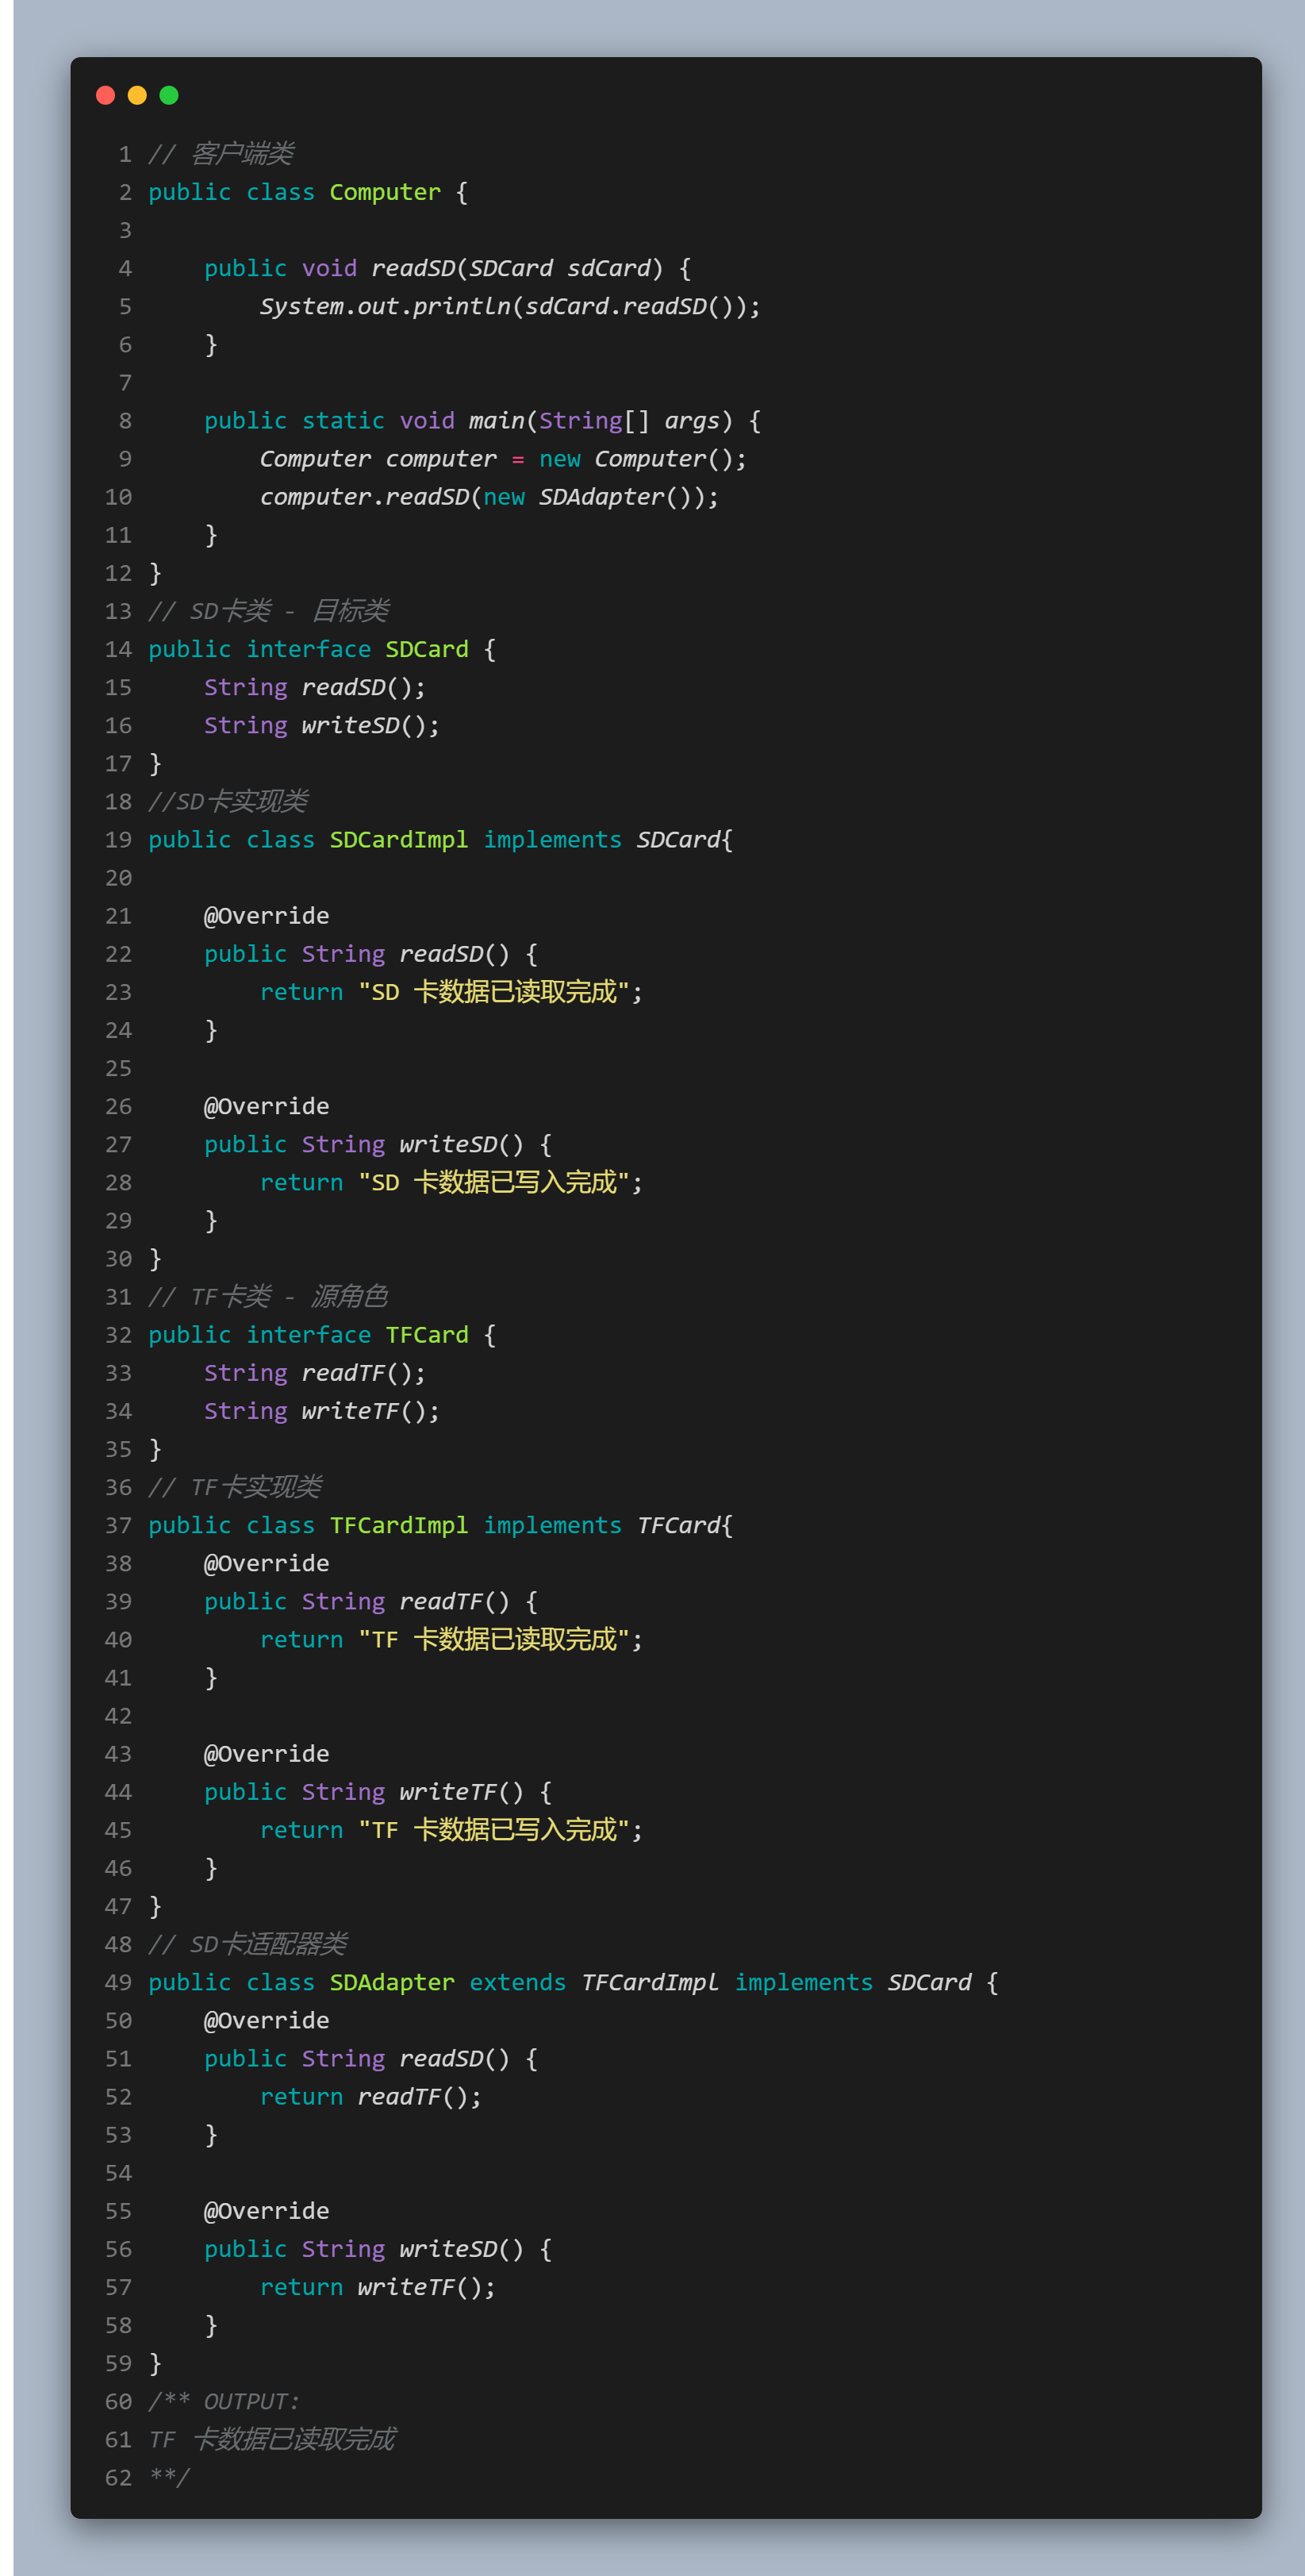 1 // 客户端类
2 public class Computer {
3
4     public void readSD(SDCard sdCard) {
5         System.out.println(sdCard.readSD());
6     }
7
8     public static void main(String[] args) {
9         Computer computer = new Computer();
10         computer.readSD(new SDAdapter());
11     }
12 }
13 // SD卡类 - 目标类
14 public interface SDCard {
15     String readSD();
16     String writeSD();
17 }
18 //SD卡实现类
19 public class SDCardImpl implements SDCard{
20
21     @Override
22     public String readSD() {
23         return "SD 卡数据已读取完成";
24     }
25
26     @Override
27     public String writeSD() {
28         return "SD 卡数据已写入完成";
29     }
30 }
31 // TF卡类 - 源角色
32 public interface TFCard {
33     String readTF();
34     String writeTF();
35 }
36 // TF卡实现类
37 public class TFCardImpl implements TFCard{
38     @Override
39     public String readTF() {
40         return "TF 卡数据已读取完成";
41     }
42
43     @Override
44     public String writeTF() {
45         return "TF 卡数据已写入完成";
46     }
47 }
48 // SD卡适配器类
49 public class SDAdapter extends TFCardImpl implements SDCard {
50     @Override
51     public String readSD() {
52         return readTF();
53     }
54
55     @Override
56     public String writeSD() {
57         return writeTF();
58     }
59 }
60 /** OUTPUT:
61 TF 卡数据已读取完成
62 **/